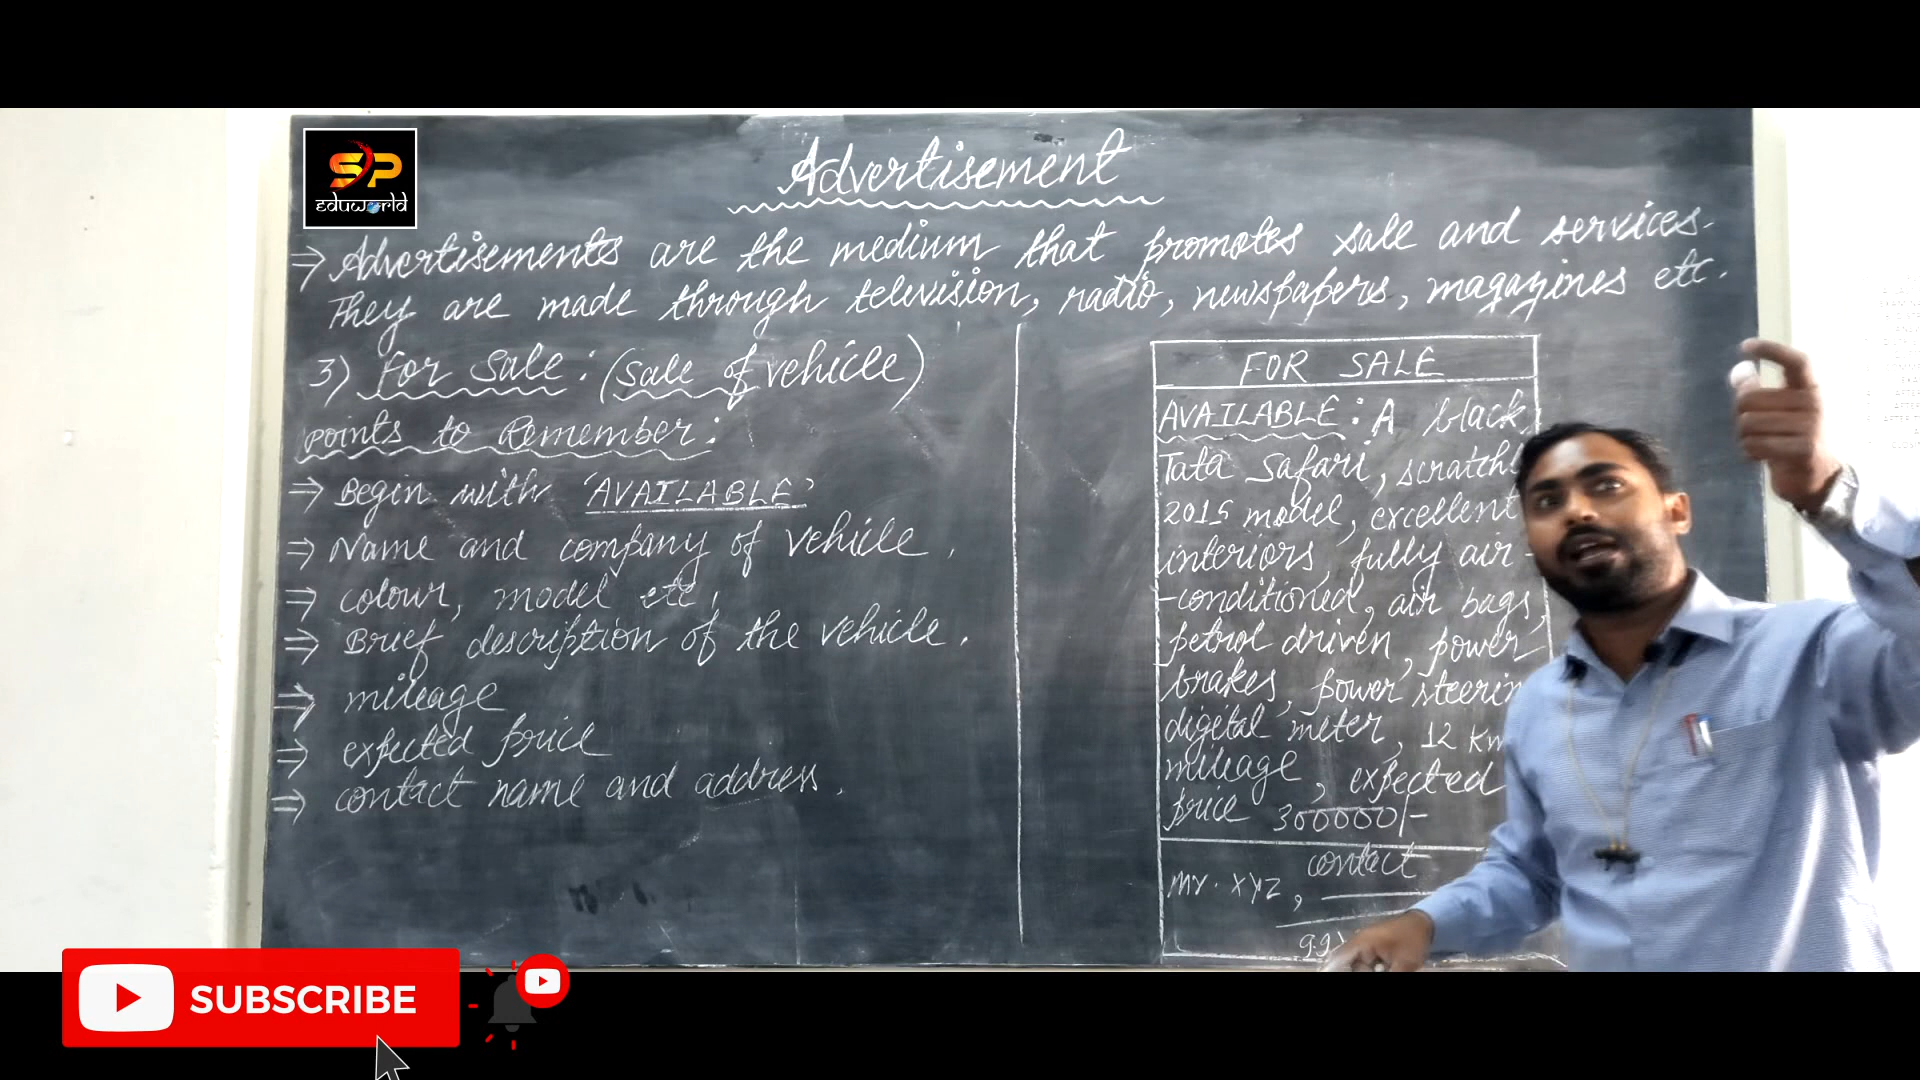 SP
eduworld
Advertisement
⇒ Advertisements are the medium that promotes sale and services.
They are made through television, radio, newspapers, magazines etc.
3) For Sale : (Sale of vehicle)
points to Remember :
⇒ Begin with 'AVAILABLE'
⇒ Name and company of vehicle.
⇒ colour, model etc,
⇒ Brief description of the vehicle.
⇒ mileage
⇒ expected price
⇒ contact name and address.
FOR SALE
AVAILABLE : A black,
Tata Safari, scratch
2015 model, excellent
interiors, fully air-
-conditioned, air bags,
petrol driven, power
brakes, power steerin
digital meter, 12 Km
mileage, expected
price 300000/-
contact
Mr. XYZ,
SUBSCRIBE